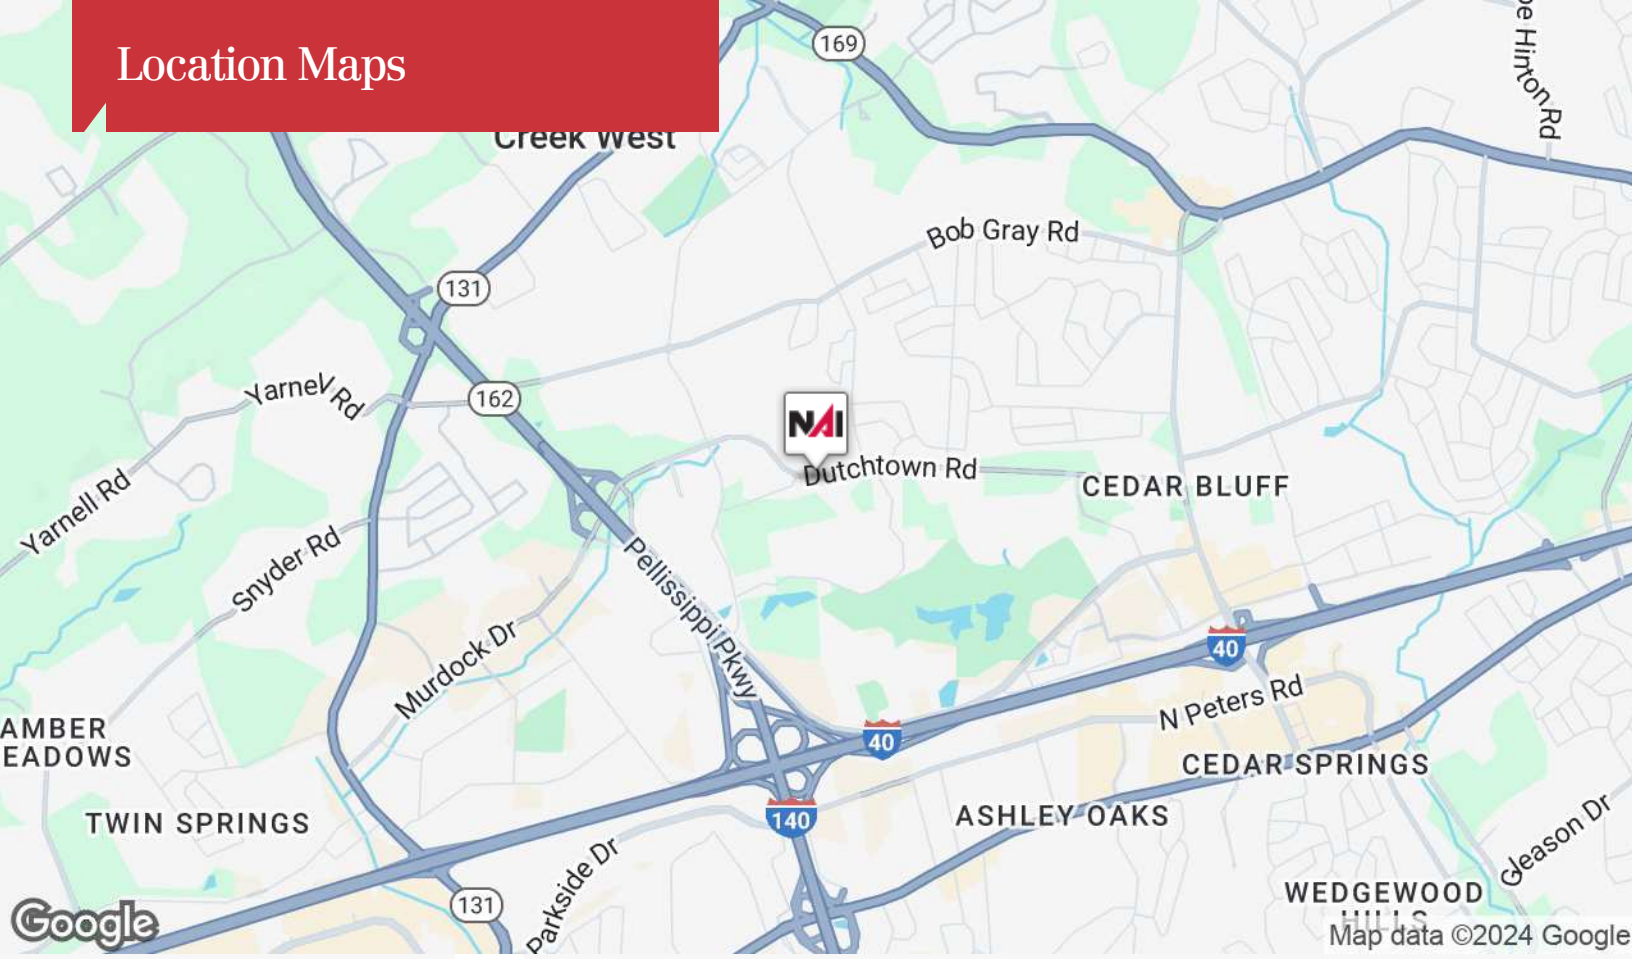 Location Maps
169
Creek West
Hinton Rd
Bob Gray Rd
131
Yarnell Rd
162
NAI
Dutchtown Rd
CEDAR BLUFF
Yarnell Rd
Snyder Rd
Pellissippi Pkwy
Murdock Dr
40
N Peters Rd
AMBER
EADOWS
40
CEDAR SPRINGS
TWIN SPRINGS
140
ASHLEY OAKS
Parkside Dr
Gleason Dr
131
WEDGEWOOD
HILLS
Google
Map data ©2024 Google